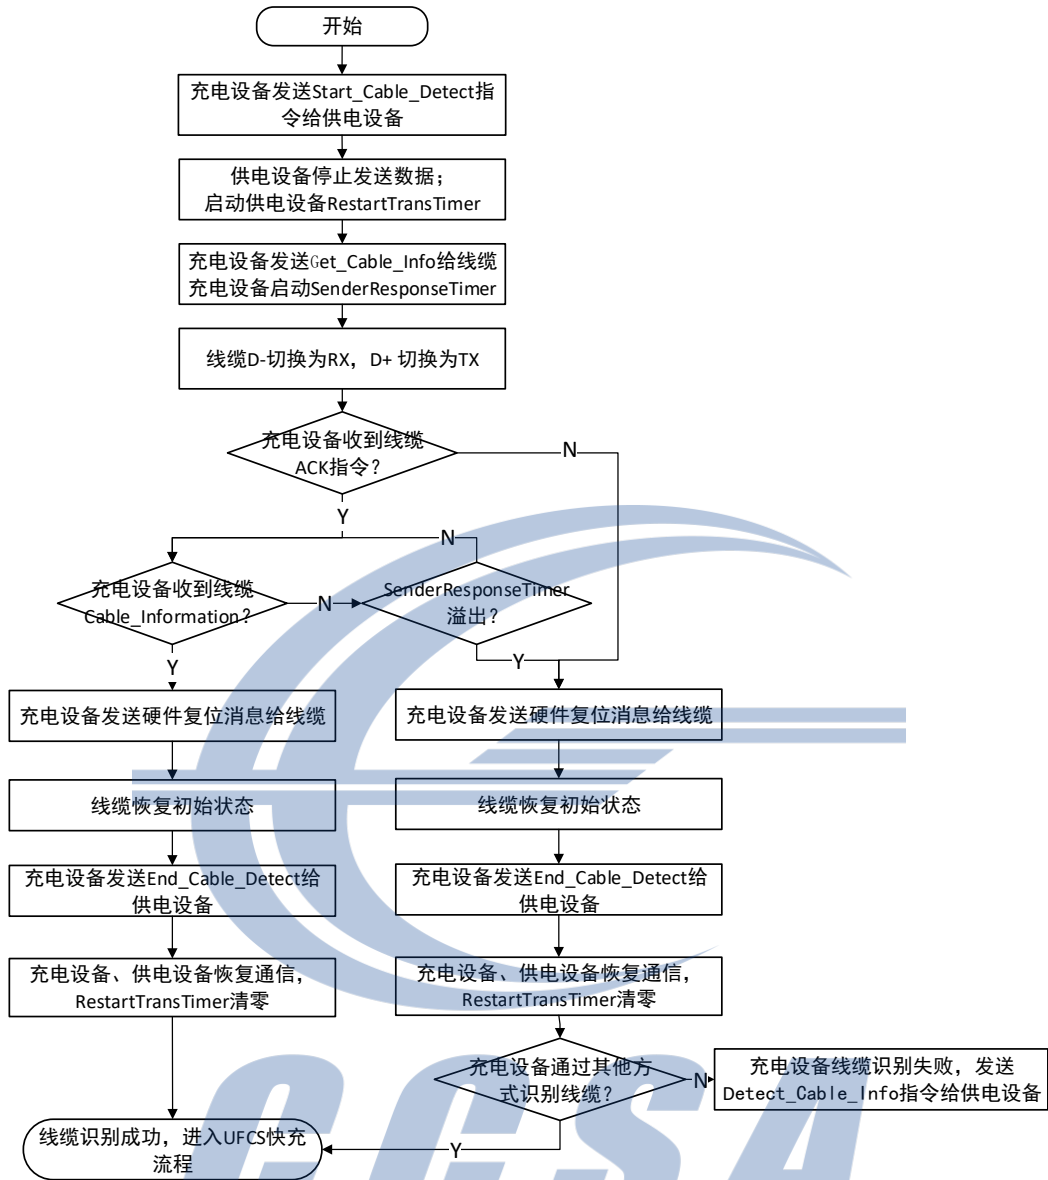 开始
充电设备发送Start_Cable_Detect指
令给供电设备
供电设备停止发送数据；
启动供电设备RestartTransTimer
充电设备发送Get_Cable_Info给线缆
充电设备启动SenderResponseTimer
线缆D-切换为RX，D+ 切换为TX
充电设备收到线缆
ACK指令？
N
Y
N
充电设备收到线缆
Cable_Information？
N
SenderResponseTimer
溢出？
Y
Y
充电设备发送硬件复位消息给线缆
充电设备发送硬件复位消息给线缆
线缆恢复初始状态
线缆恢复初始状态
充电设备发送End_Cable_Detect给
供电设备
充电设备发送End_Cable_Detect给
供电设备
充电设备、供电设备恢复通信，
RestartTransTimer清零
充电设备、供电设备恢复通信，
RestartTransTimer清零
充电设备通过其他方
式识别线缆？
N
充电设备线缆识别失败，发送
Detect_Cable_Info指令给供电设备
Y
线缆识别成功，进入UFCS快充
流程
CCSA